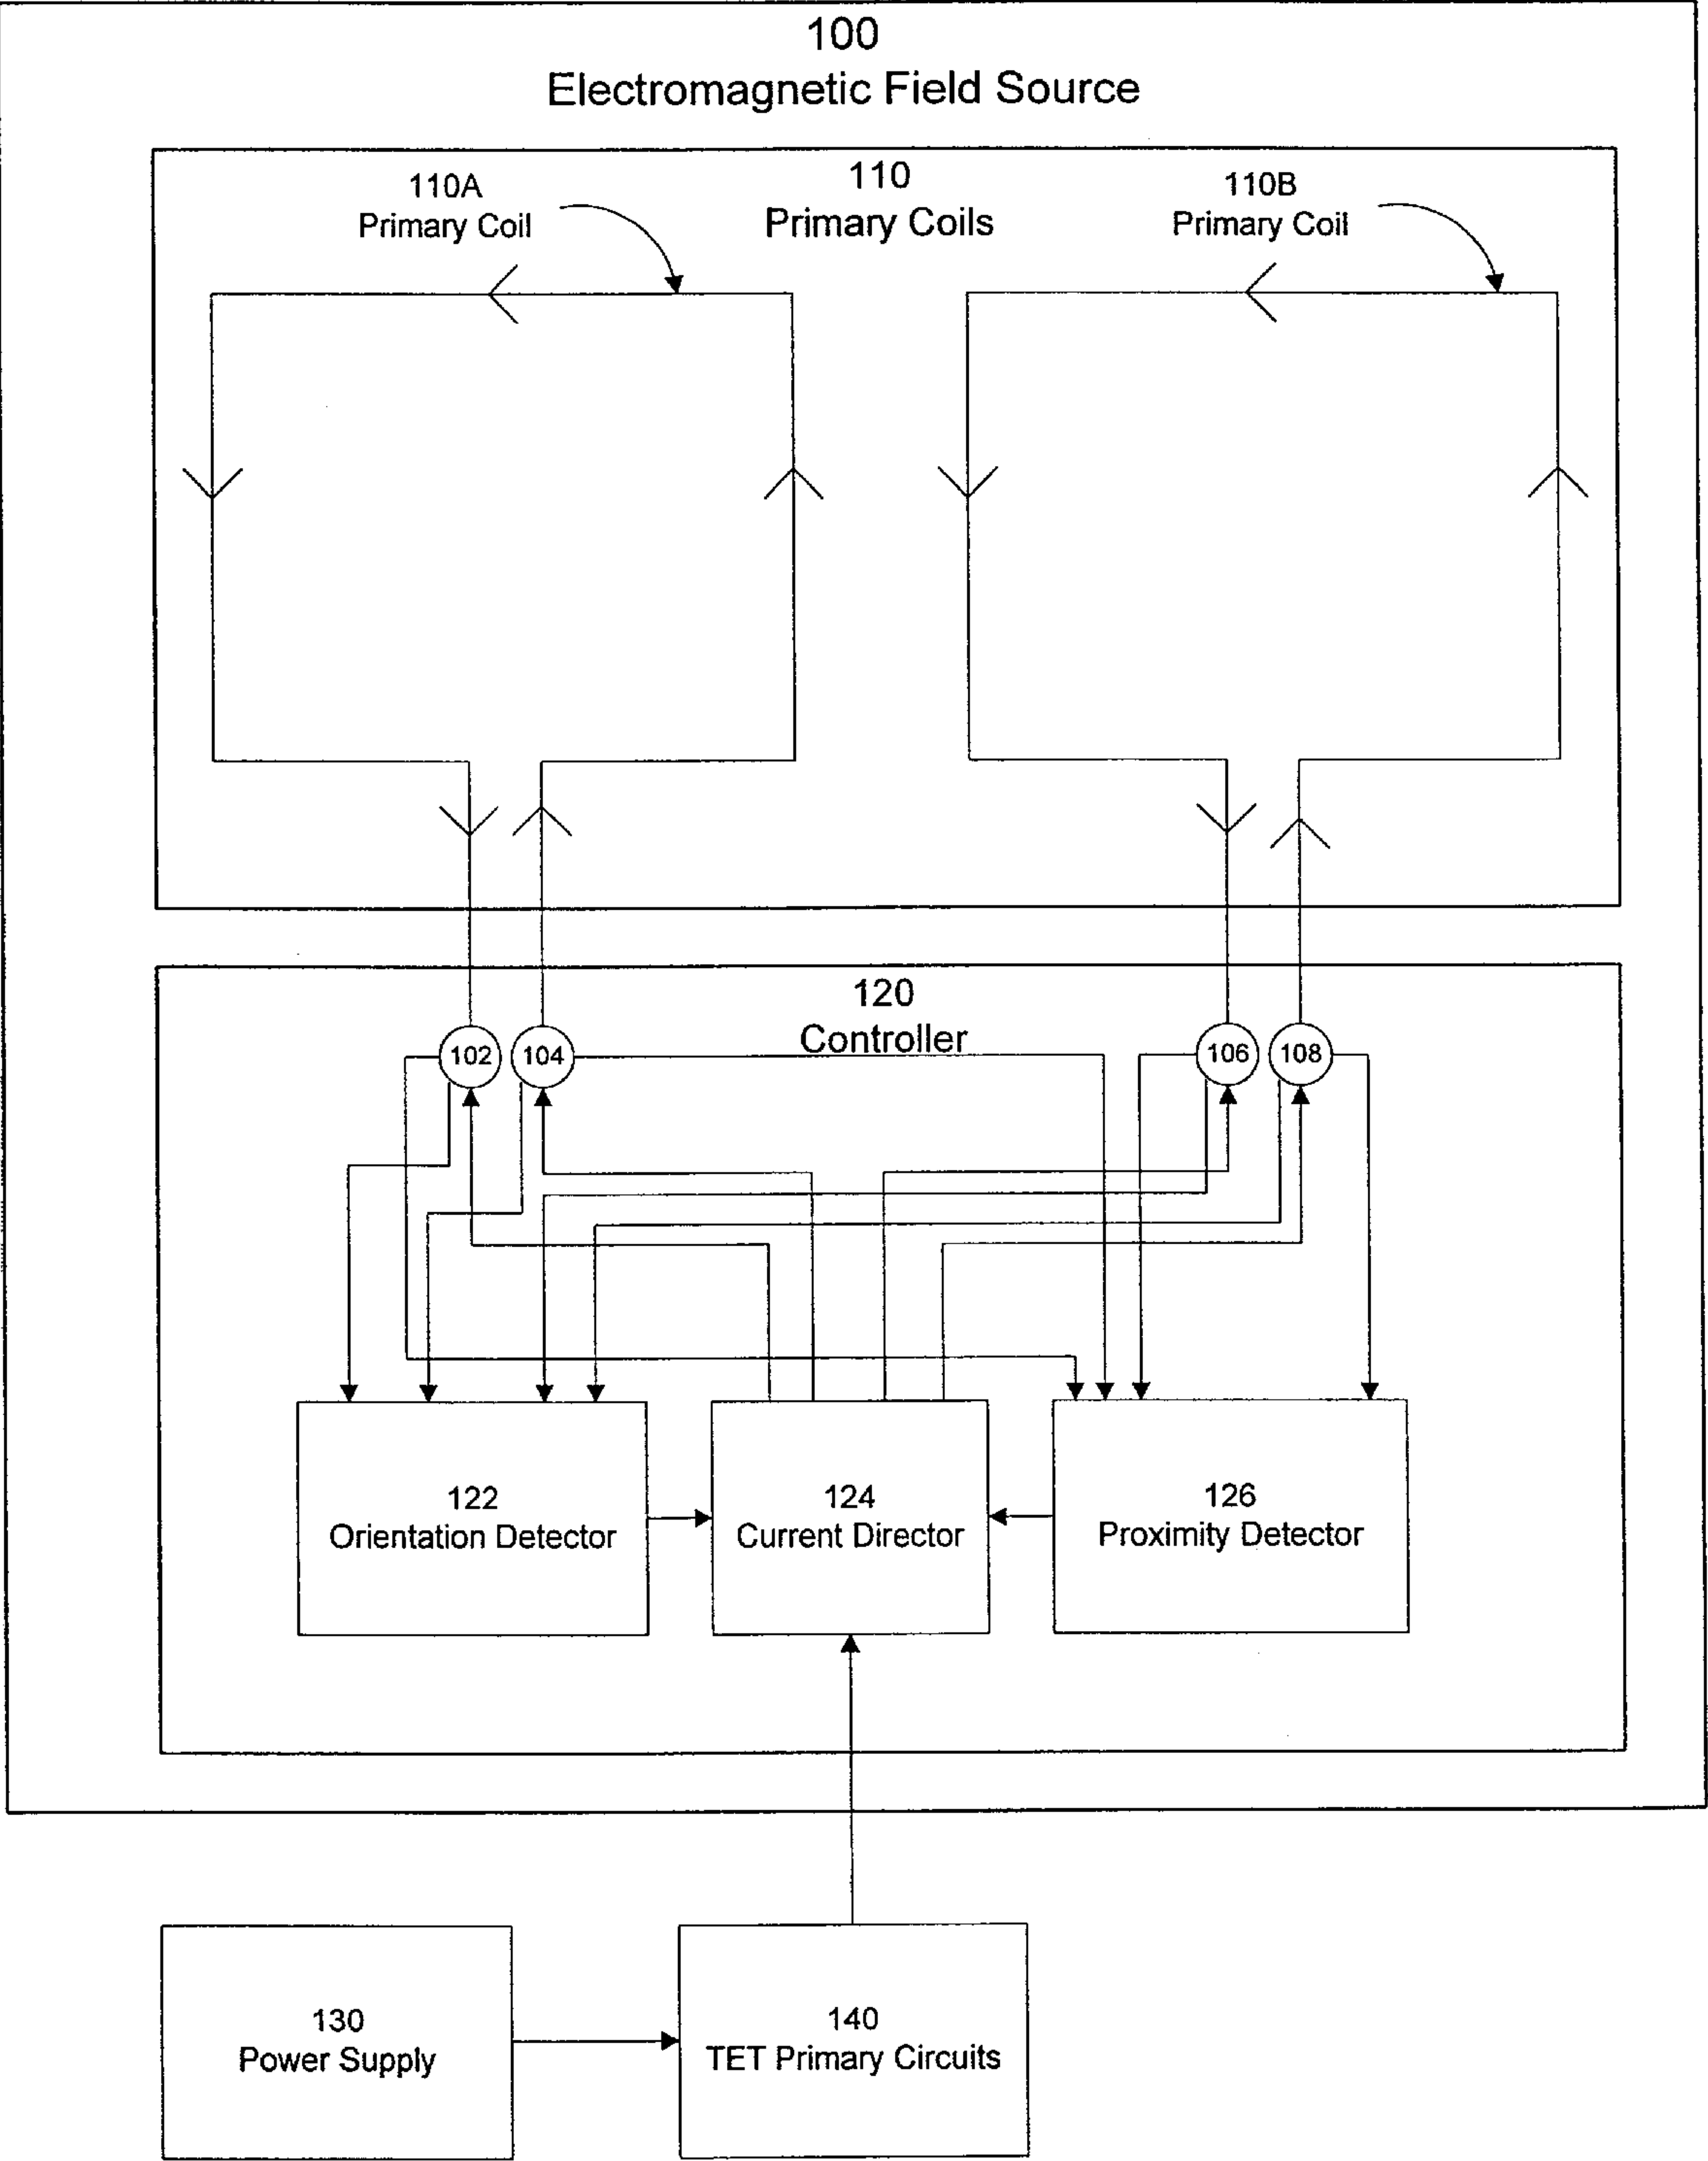 100
Electromagnetic Field Source
110A
Primary Coil
110
Primary Coils
110B
Primary Coil
120
Controller
102
104
106
108
122
Orientation Detector
124
Current Director
126
Proximity Detector
130
Power Supply
140
TET Primary Circuits